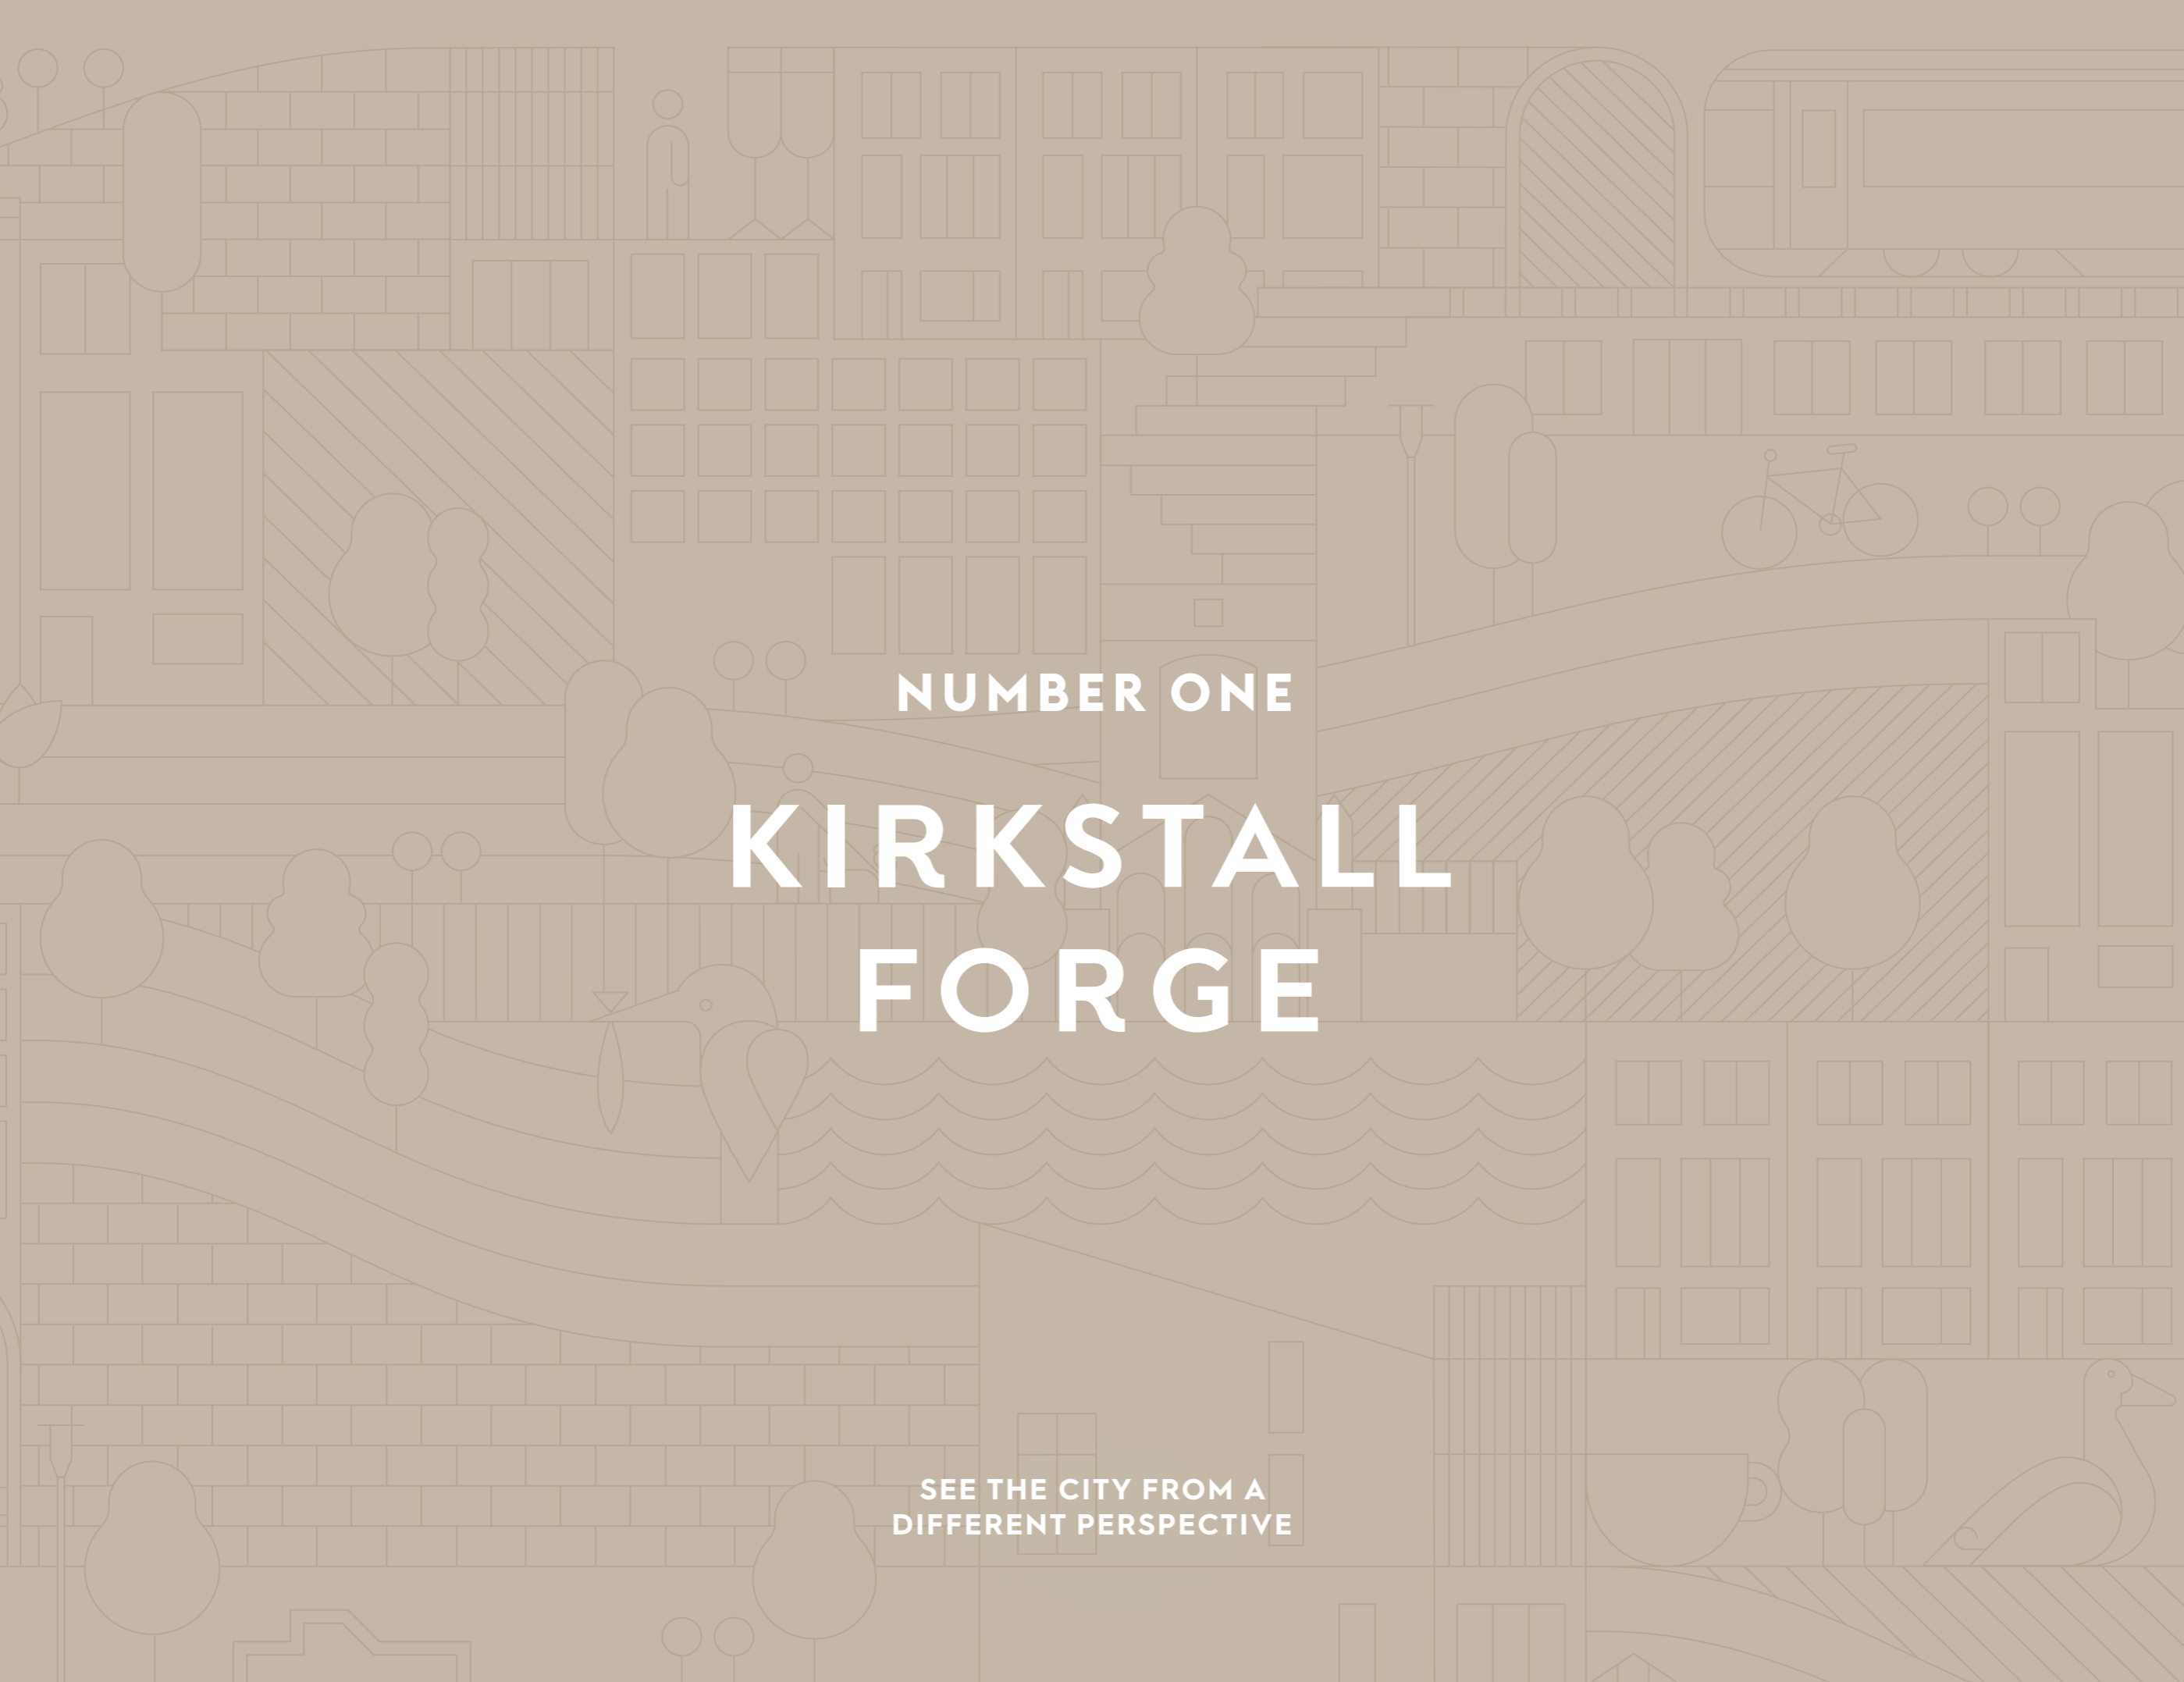 NUMBER ONE
KIRKSTALL
FORGE
SEE THE CITY FROM A
DIFFERENT PERSPECTIVE